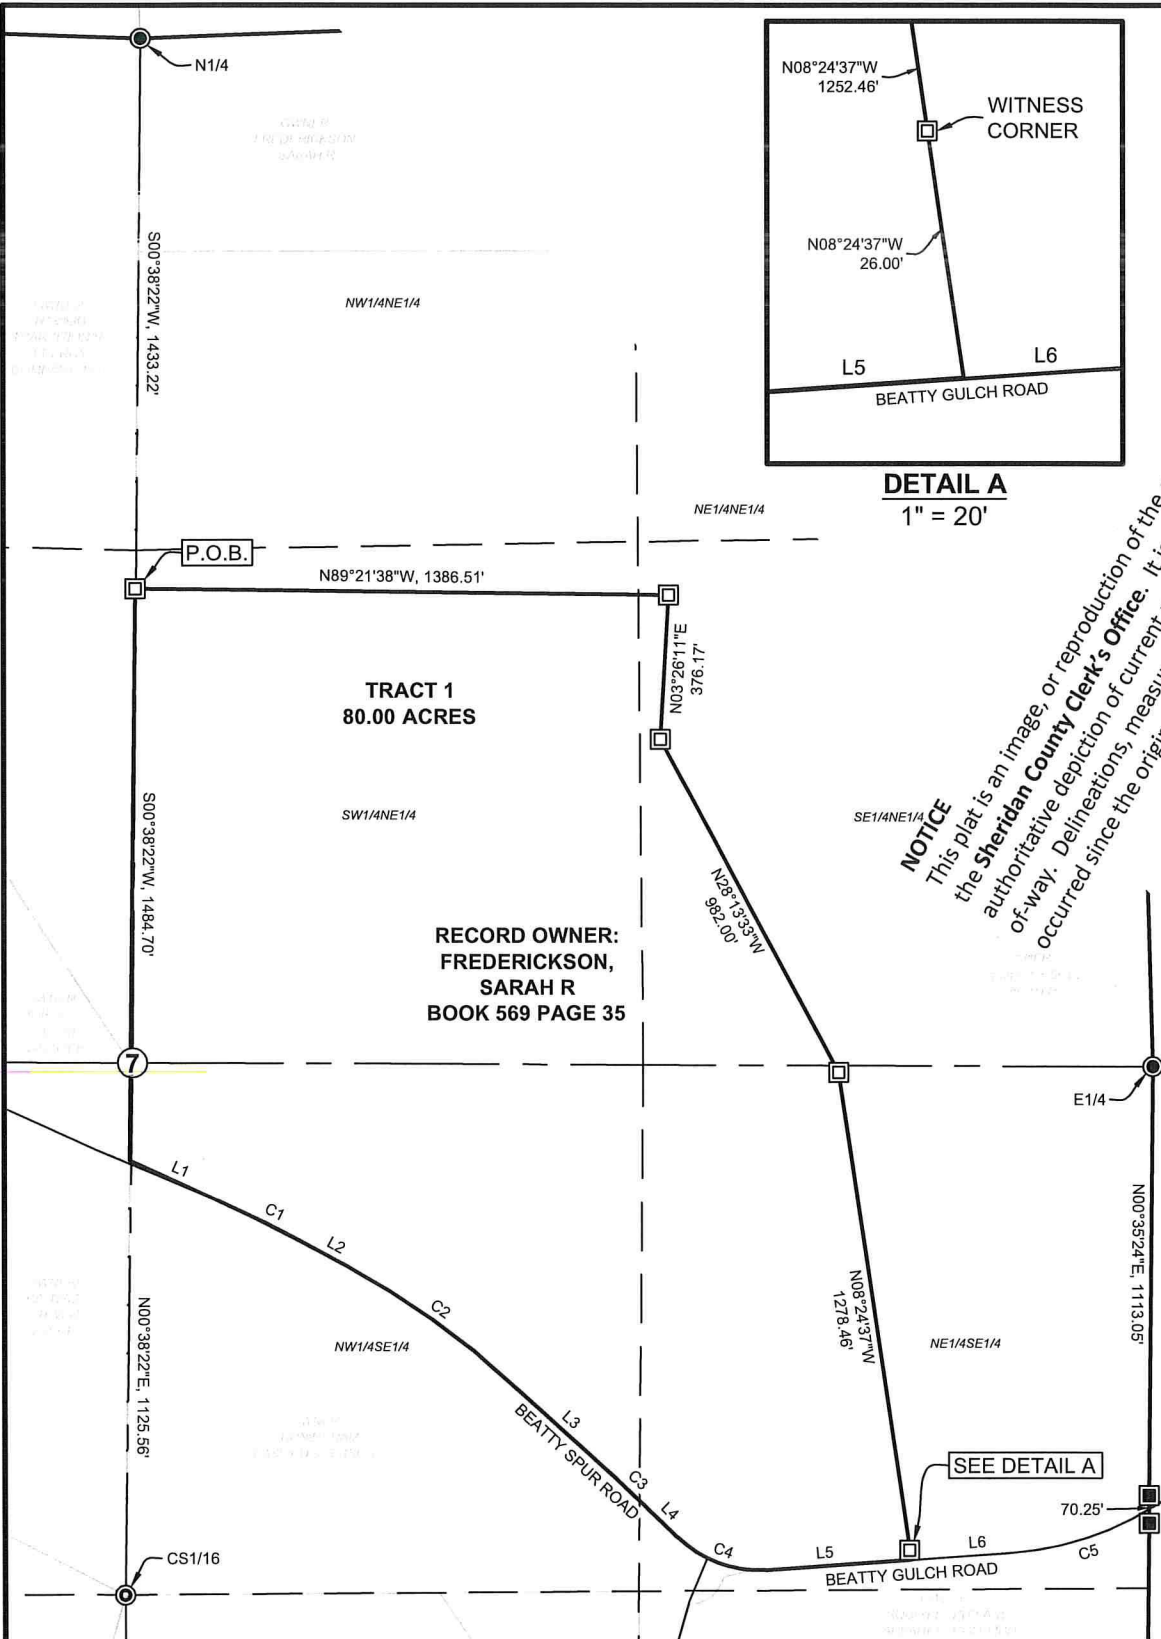 N1/4
S00°38'22"W, 1433.22'
NW1/4NE1/4
N08°24'37"W
1252.46'
WITNESS
CORNER
N08°24'37"W
26.00'
L5
L6
BEATTY GULCH ROAD
DETAIL A
1" = 20'
NE1/4NE1/4
P.O.B.
N89°21'38"W, 1386.51'
N03°26'11"E
376.17'
TRACT 1
80.00 ACRES
S00°38'22"W, 1484.70'
SW1/4NE1/4
SE1/4NE1/4
NOTICE
This plat is an image, or reproduction of the
the Sheridan County Clerk's Office. It
authoritative depiction of current
of-way. Delineations,
occurred since the
N28°13'33"W
982.00'
RECORD OWNER:
FREDERICKSON,
SARAH R
BOOK 569 PAGE 35
7
E1/4
L1
C1
L2
C2
N00°38'22"E, 1125.56'
NW1/4SE1/4
L3
BEATTY SPUR ROAD
C3
L4
C4
N08°24'37"W
1278.46'
NE1/4SE1/4
N00°35'24"E, 1113.05'
SEE DETAIL A
70.25'
L5
L6
C5
BEATTY GULCH ROAD
CS1/16